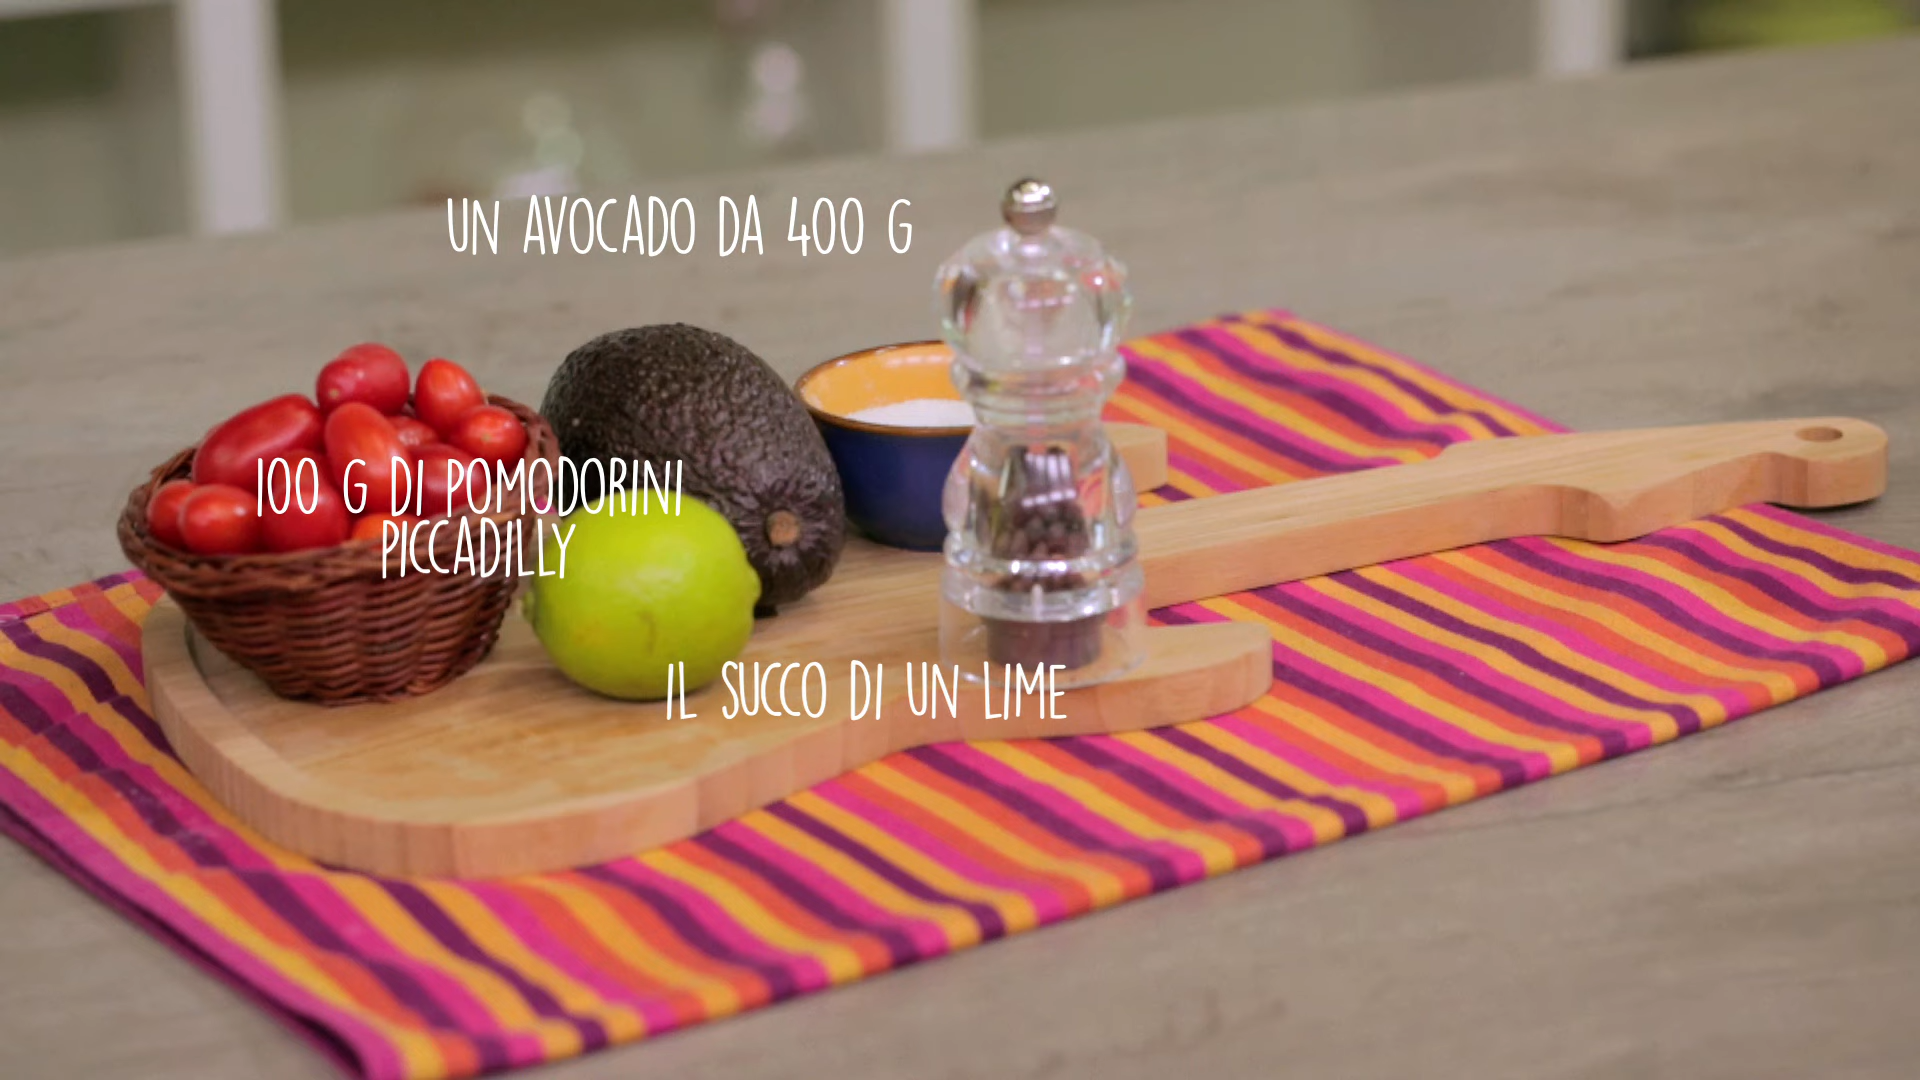 UN AVOCADO DA 400 G
100 G DI POMODORINI
PICCADILLY
IL SUCCO DI UN LIME